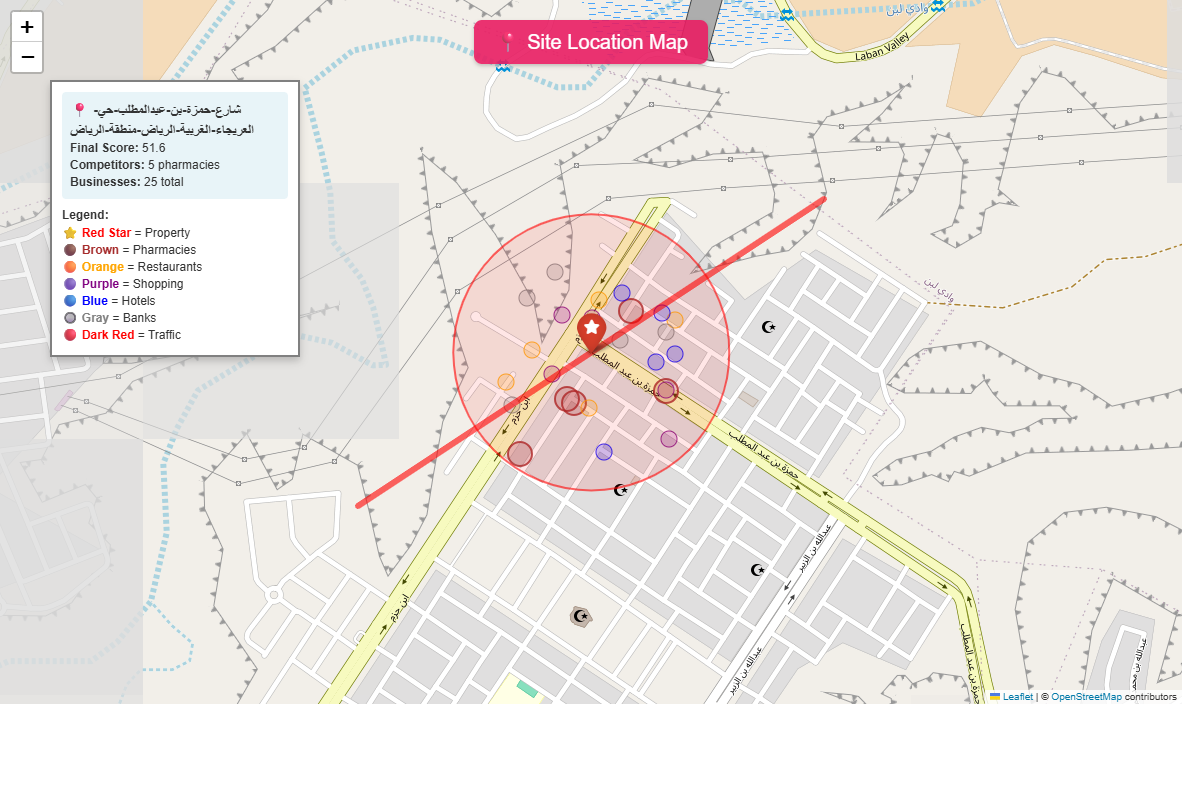 +
−
Site Location Map
وادي لبن
Laban Valley
شارع-حمزة-بن-عبدالمطلب-حي-
العريجاء-الغربية-الرياض-منطقة-الرياض
Final Score: 51.6
Competitors: 5 pharmacies
Businesses: 25 total
Legend:
Red Star = Property
Brown = Pharmacies
Orange = Restaurants
Purple = Shopping
Blue = Hotels
Gray = Banks
Dark Red = Traffic
وادي لبن
حمزة بن عبد المطلب
ابن حزم
حمزة بن عبد المطلب
عبدالله بن الزبير
ابن حزم
عبدالله بن الزبير
حمزة بن عبد المطلب
Leaflet | © OpenStreetMap contributors